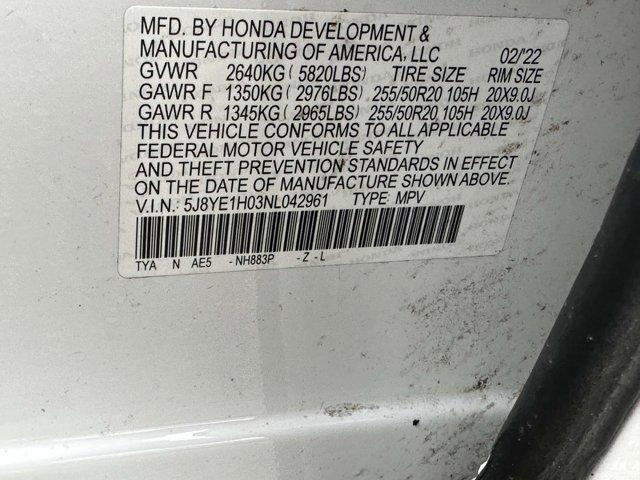 MFD. BY HONDA DEVELOPMENT &
MANUFACTURING OF AMERICA, LLC 02/'22
GVWR 2640KG ( 5820LBS) TIRE SIZE RIM SIZE
GAWR F 1350KG ( 2976LBS) 255/50R20 105H 20X9.0J
GAWR R 1345KG ( 2965LBS) 255/50R20 105H 20X9.0J
THIS VEHICLE CONFORMS TO ALL APPLICABLE
FEDERAL MOTOR VEHICLE SAFETY
AND THEFT PREVENTION STANDARDS IN EFFECT
ON THE DATE OF MANUFACTURE SHOWN ABOVE.
V.I.N.: 5J8YE1H03NL042961 TYPE: MPV
TYA N AE5 - NH883P - Z - L